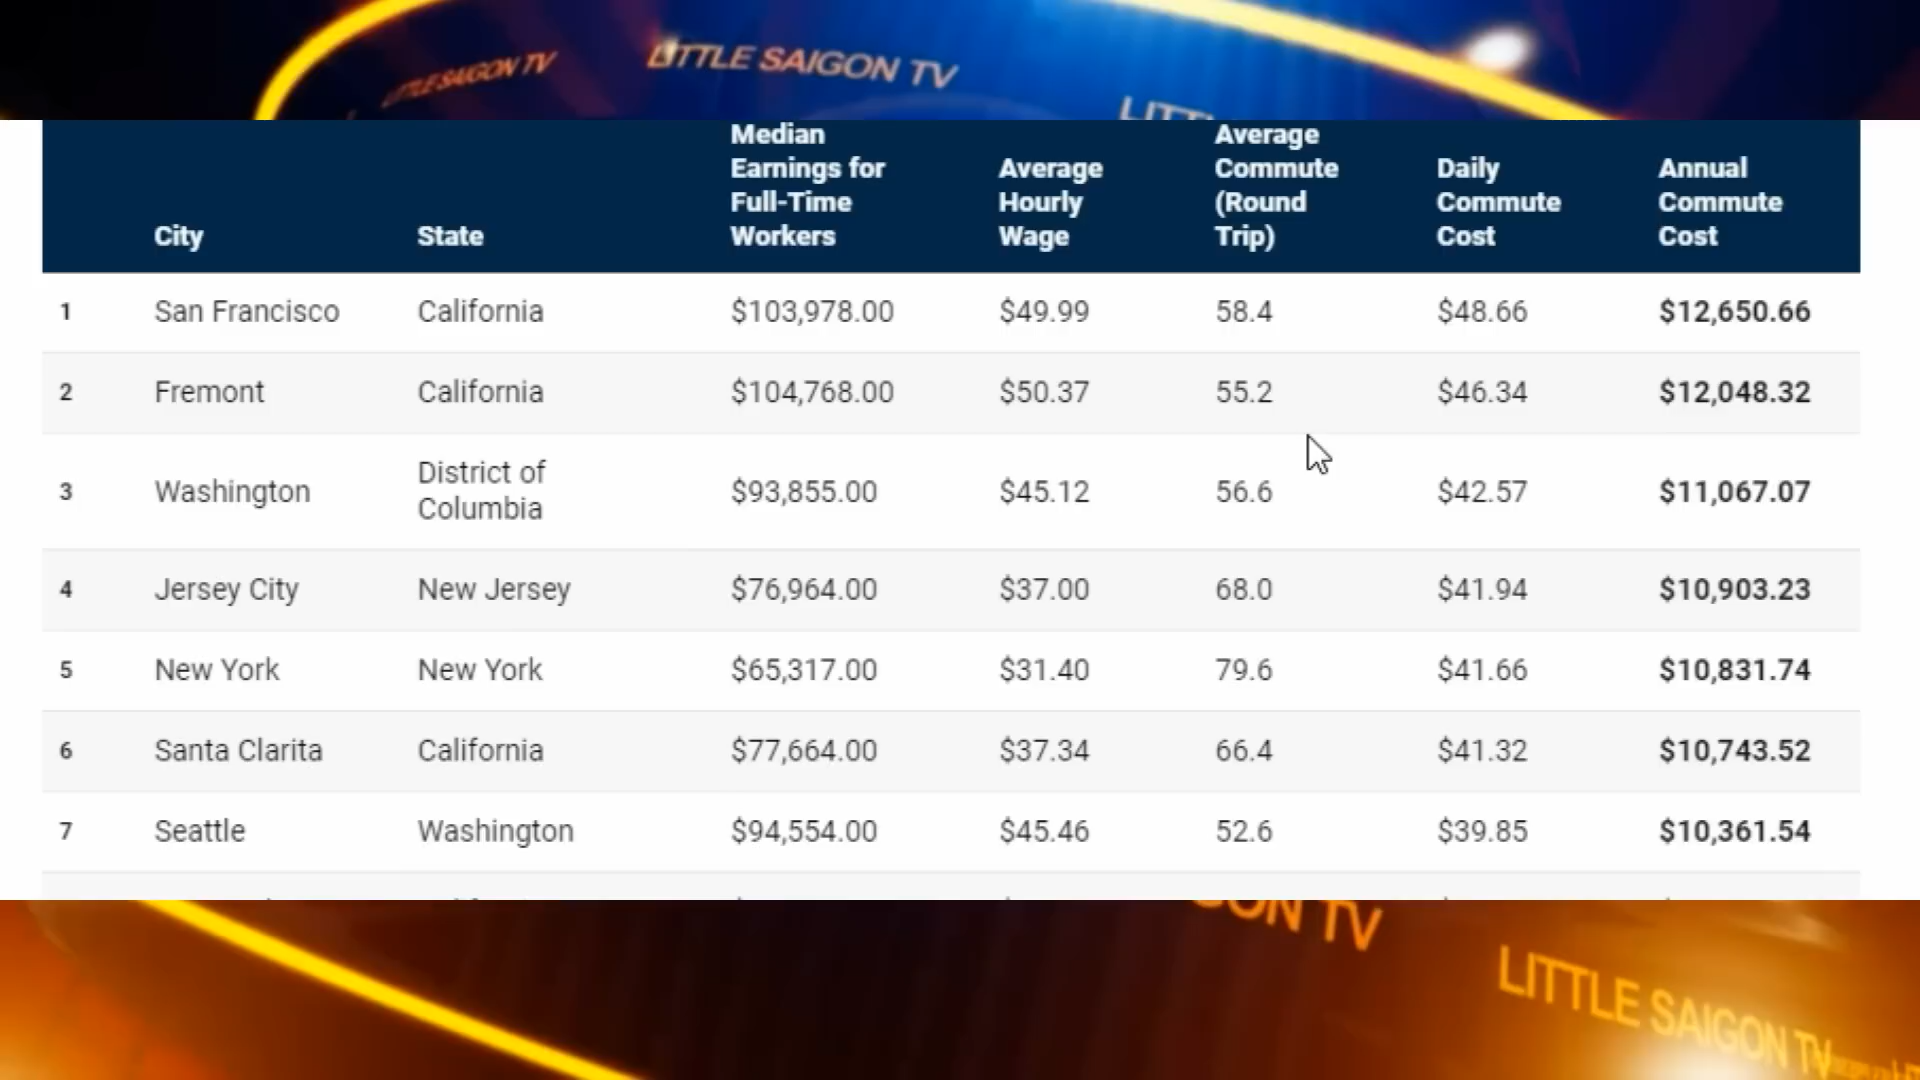 LITTLE SAIGON TV
LITTLE SAIGON TV
City State Median Earnings for Full-Time Workers Average Hourly Wage Average Commute (Round Trip) Daily Commute Cost Annual Commute Cost
1 San Francisco California $103,978.00 $49.99 58.4 $48.66 $12,650.66
2 Fremont California $104,768.00 $50.37 55.2 $46.34 $12,048.32
3 Washington District of Columbia $93,855.00 $45.12 56.6 $42.57 $11,067.07
4 Jersey City New Jersey $76,964.00 $37.00 68.0 $41.94 $10,903.23
5 New York New York $65,317.00 $31.40 79.6 $41.66 $10,831.74
6 Santa Clarita California $77,664.00 $37.34 66.4 $41.32 $10,743.52
7 Seattle Washington $94,554.00 $45.46 52.6 $39.85 $10,361.54
TV
LITTLE SAIGON TV